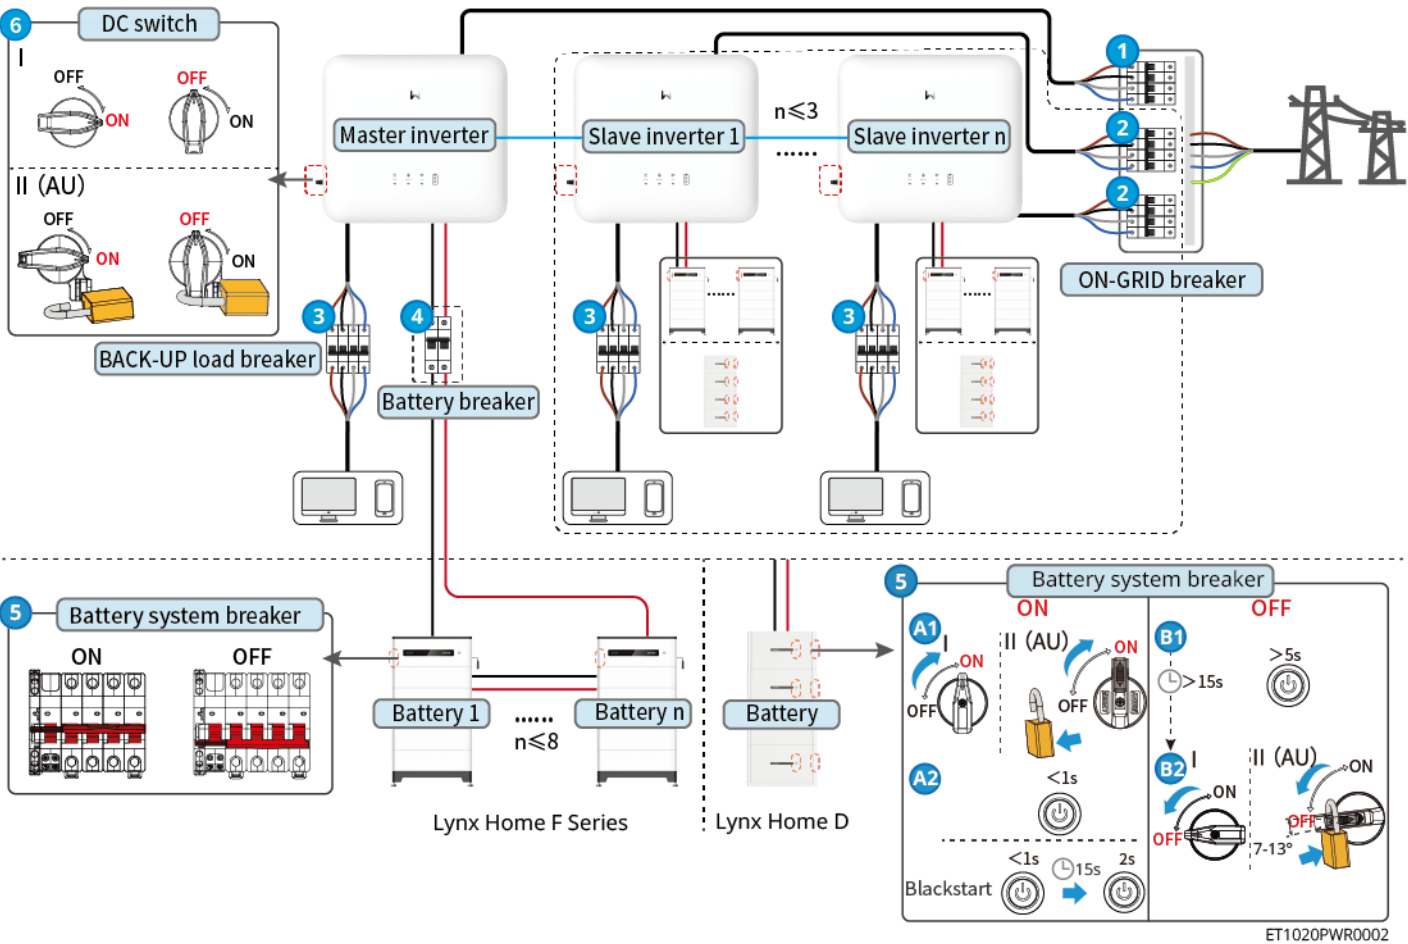 6
DC switch
I
OFF
ON
OFF
ON
II (AU)
OFF
ON
OFF
ON
Master inverter
Slave inverter 1
n≤3
......
Slave inverter n
1
2
2
ON-GRID breaker
3
BACK-UP load breaker
4
Battery breaker
3
......
3
......
5
Battery system breaker
ON
OFF
Battery 1
......
n≤8
Battery n
Lynx Home F Series
Battery
Lynx Home D
5
Battery system breaker
ON
A1
I
ON
OFF
II (AU)
ON
OFF
A2
<1s
Blackstart
<1s
15s
2s
OFF
B1
>15s
>5s
B2
I
ON
OFF
II (AU)
ON
OFF
7-13°
ET1020PWR0002